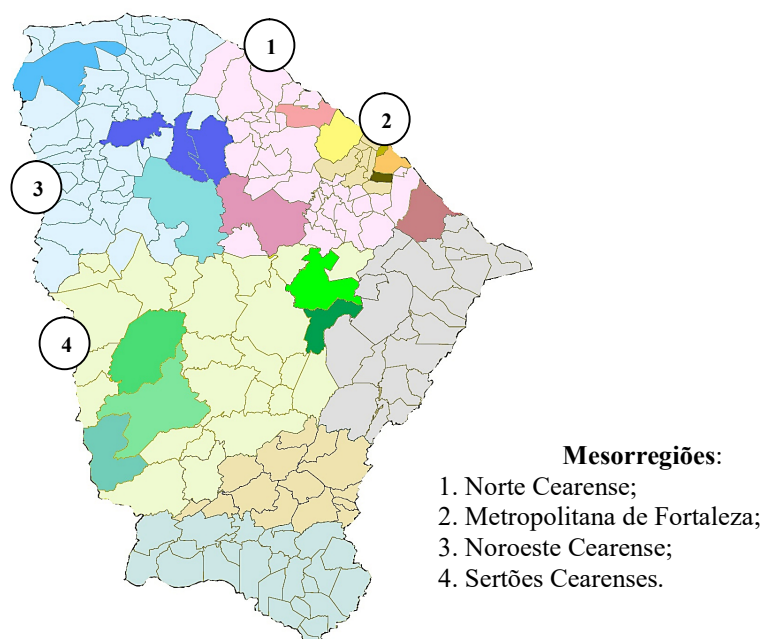 1
2
3
4
Mesorregiões:
1. Norte Cearense;
2. Metropolitana de Fortaleza;
3. Noroeste Cearense;
4. Sertões Cearenses.